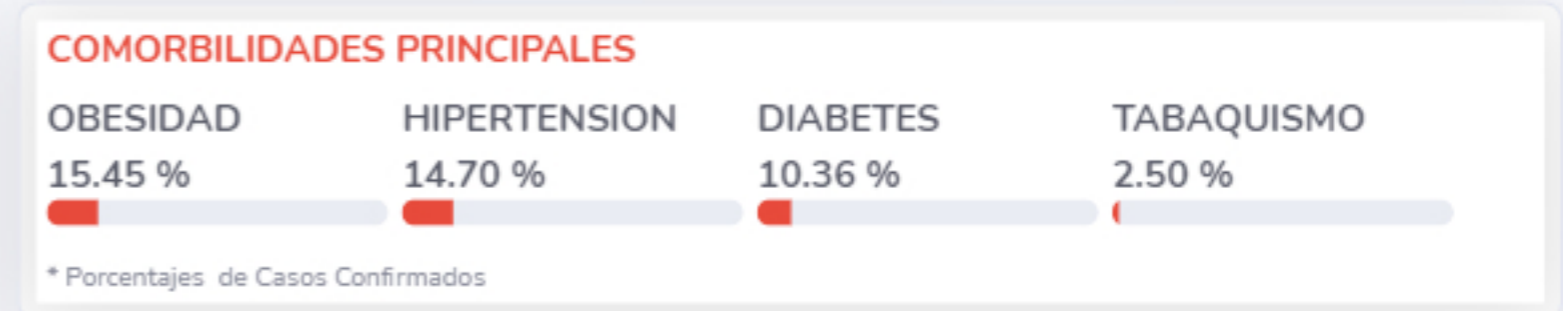 COMORBILIDADES PRINCIPALES
OBESIDAD HIPERTENSION DIABETES TABAQUISMO
15.45 % 14.70 % 10.36 % 2.50 %
* Porcentajes de Casos Confirmados